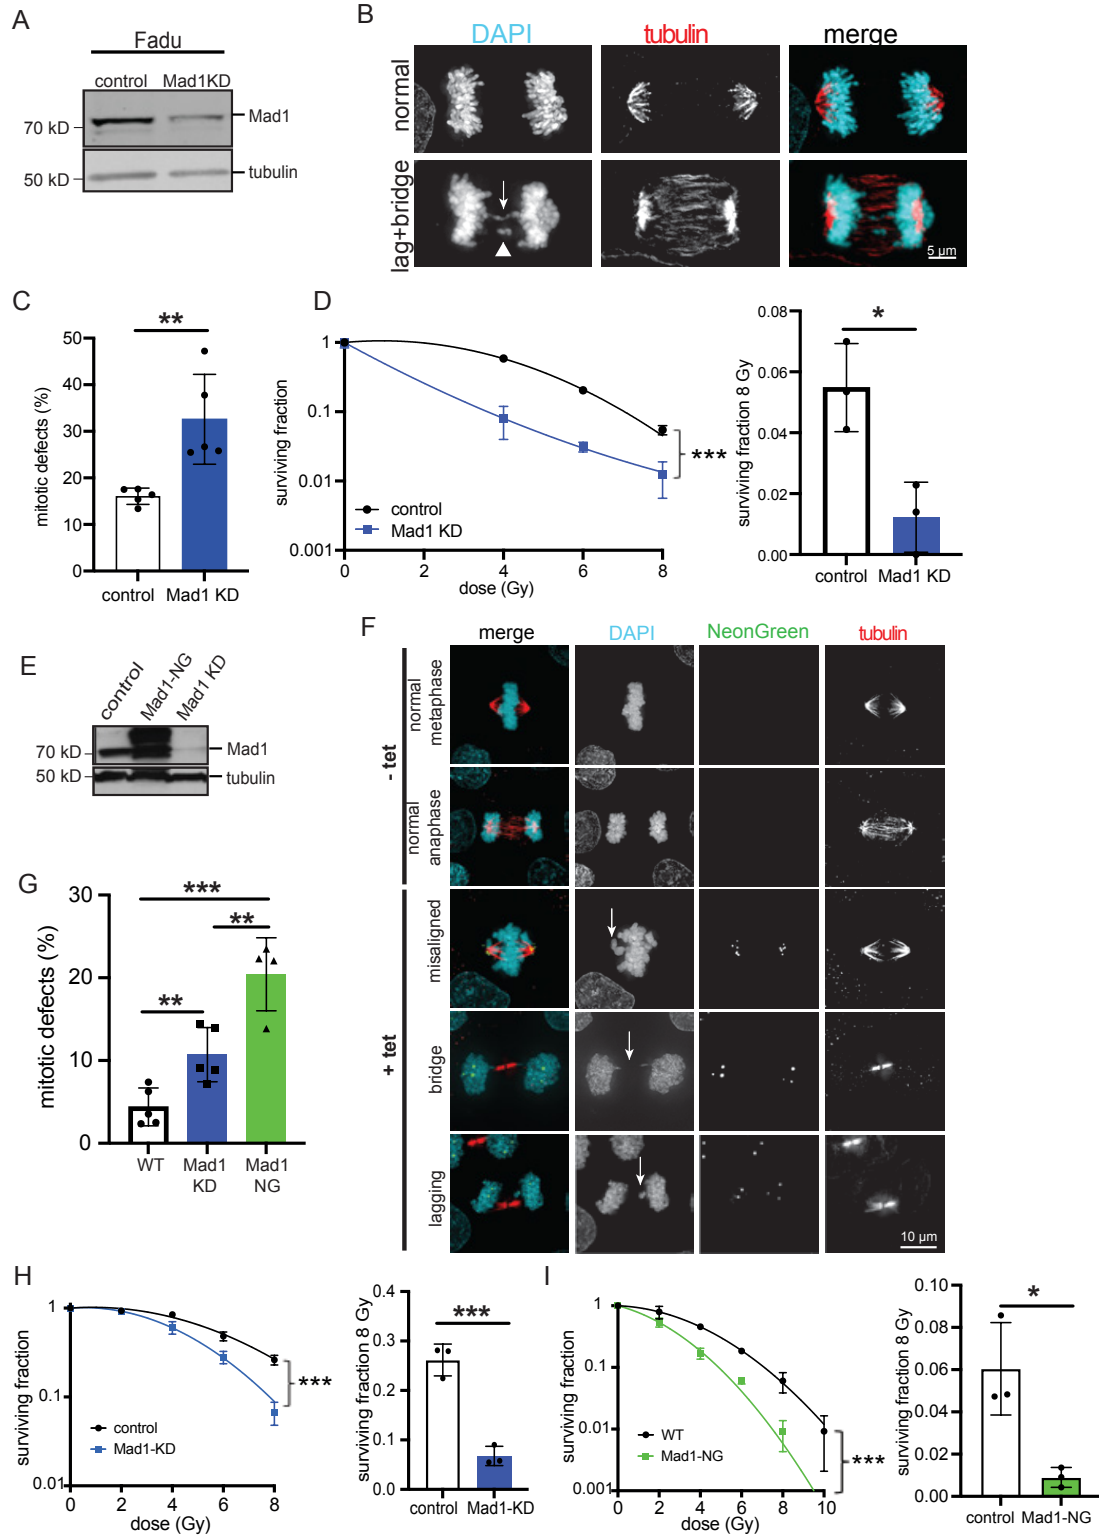 A
Fadu
control Mad1KD
Mad1
70 kD
50 kD
tubulin
B
DAPI tubulin merge
normal
lag+bridge
5 µm
C
**
mitotic defects (%)
50
40
30
20
10
0
control Mad1 KD
D
surviving fraction
1
0.1
0.01
0.001
***
control
Mad1 KD
0 2 4 6 8
dose (Gy)
*
surviving fraction 8 Gy
0.08
0.06
0.04
0.02
0.00
control Mad1 KD
E
control Mad1-NG Mad1 KD
70 kD
Mad1
50 kD
tubulin
F
merge DAPI NeonGreen tubulin
- tet
normal
metaphase
normal
anaphase
+ tet
misaligned
bridge
lagging
10 µm
G
***
**
**
mitotic defects (%)
30
20
10
0
WT Mad1 Mad1
KD NG
H
surviving fraction
1
0.1
0.01
***
control
Mad1-KD
0 2 4 6 8
dose (Gy)
***
surviving fraction 8 Gy
0.4
0.3
0.2
0.1
0.0
control Mad1-KD
I
surviving fraction
1
0.1
0.01
0.001
WT
Mad1-NG
***
0 2 4 6 8 10
dose (Gy)
*
surviving fraction 8 Gy
0.10
0.08
0.06
0.04
0.02
0.00
control Mad1-NG